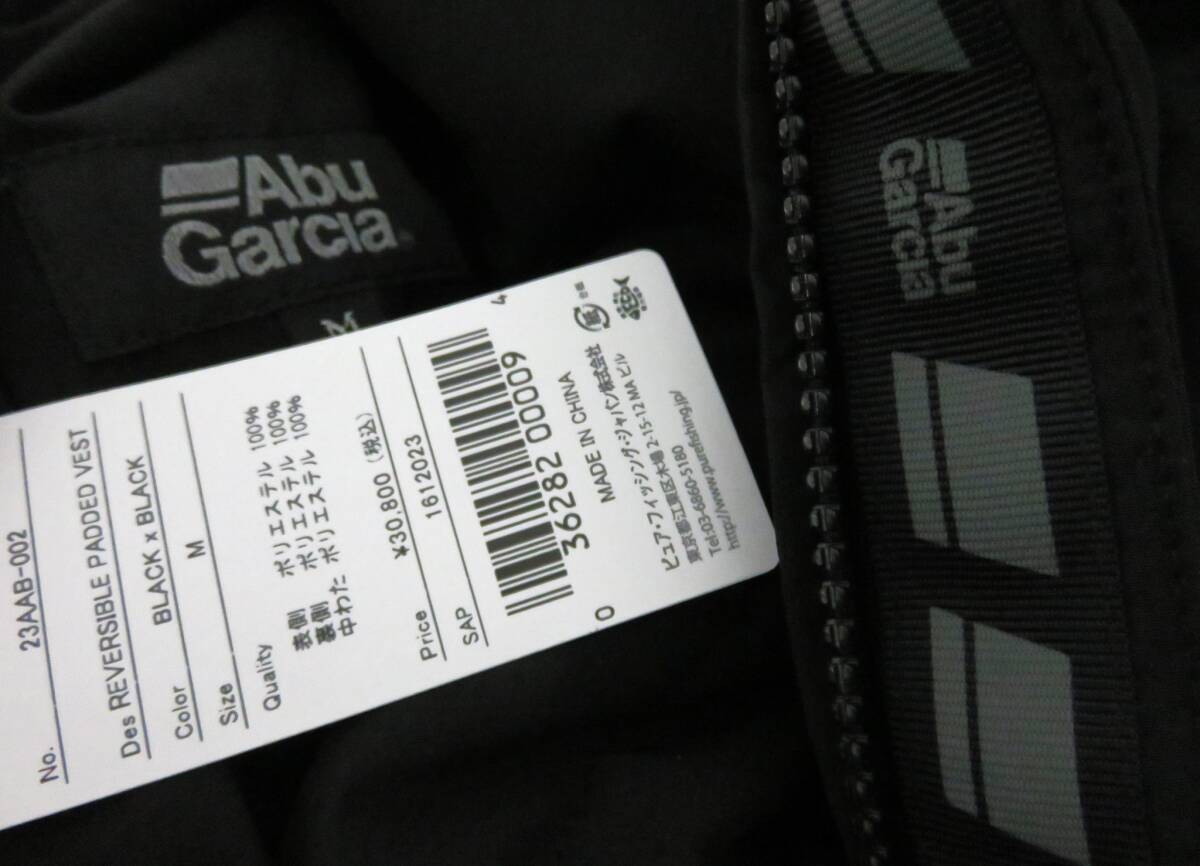 Abu
Garcia
M
No. 23AAB-002
Des REVERSIBLE PADDED VEST
Color BLACK x BLACK
Size M
Quality
表側 ポリエステル 100%
裏側 ポリエステル 100%
中わた ポリエステル 100%
Price ¥30,800 (税込)
SAP 1612023
0 36282 00009 4
MADE IN CHINA
ピュア・フィッシング・ジャパン株式会社
東京都江東区木場 2-15-12 MA ビル
Tel:03-6860-5180
http://www.purefishing.jp/
紙
Abu
Garcia